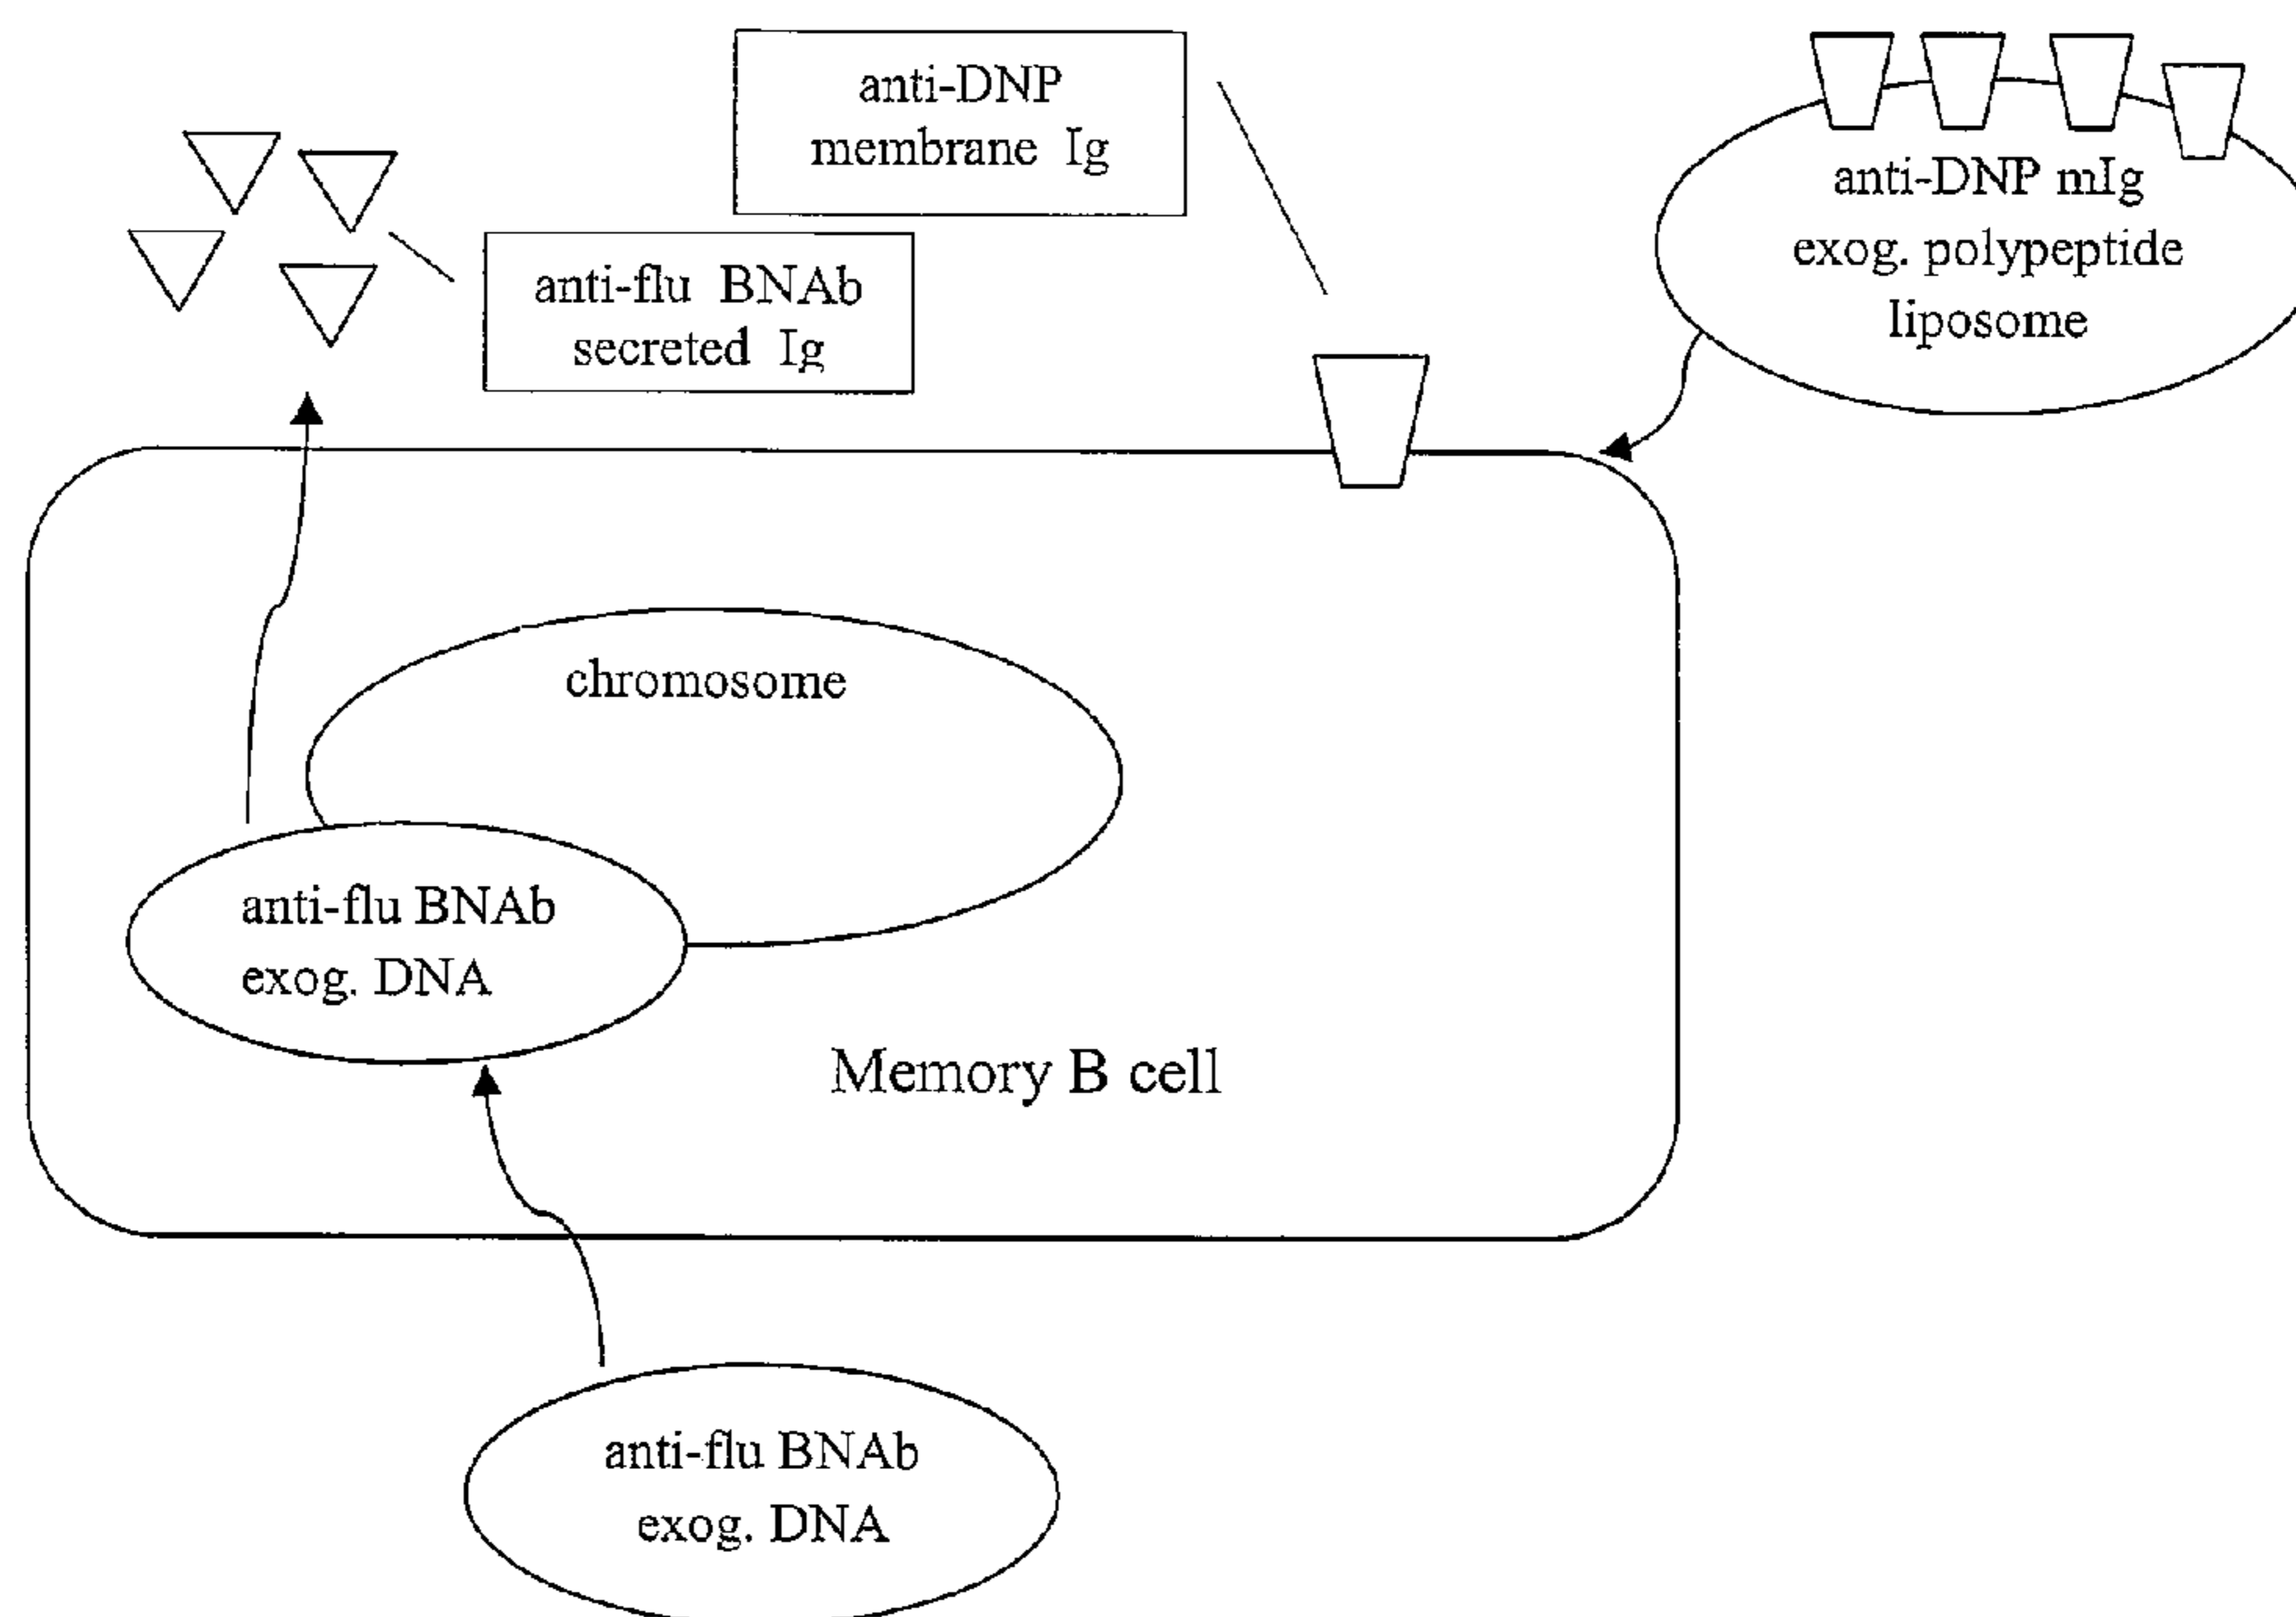 anti-DNP
membrane Ig
anti-DNP mIg
exog. polypeptide
liposome
anti-flu BNAb
secreted Ig
chromosome
anti-flu BNAb
exog. DNA
Memory B cell
anti-flu BNAb
exog. DNA